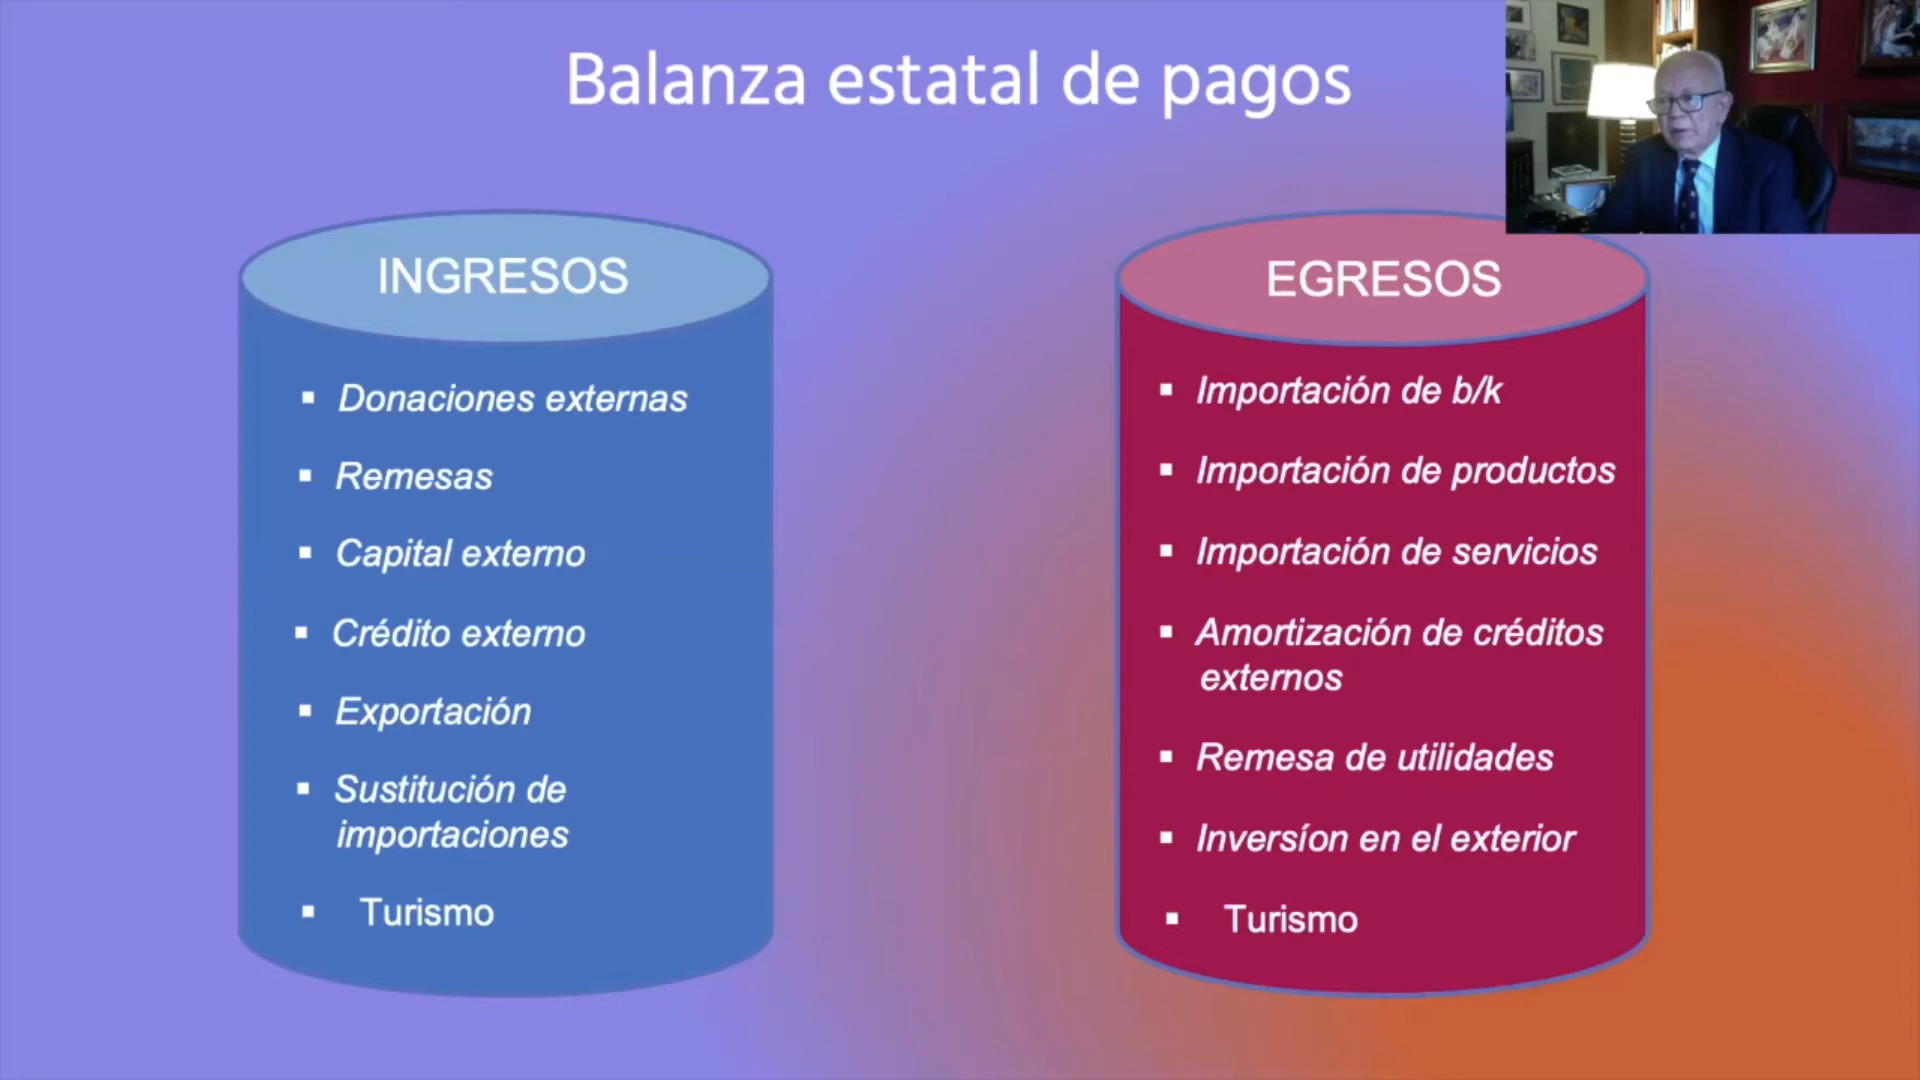 Balanza estatal de pagos
INGRESOS
▪ Donaciones externas
▪ Remesas
▪ Capital externo
▪ Crédito externo
▪ Exportación
▪ Sustitución de
importaciones
▪ Turismo
EGRESOS
▪ Importación de b/k
▪ Importación de productos
▪ Importación de servicios
▪ Amortización de créditos
externos
▪ Remesa de utilidades
▪ Inversíon en el exterior
▪ Turismo